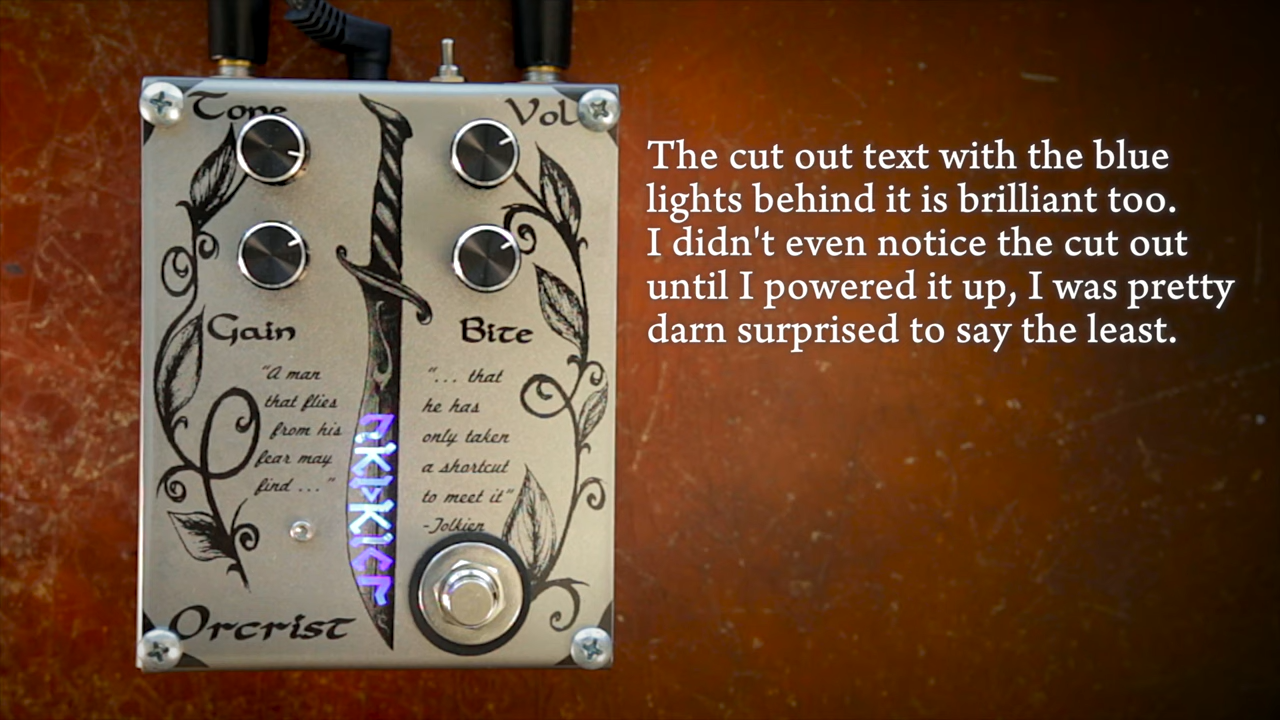 Tone
Vol
Gain
Bite
"A man
that flies
from his
fear may
find ..."
"... that
he has
only taken
a shortcut
to meet it"
-Tolkien
Orcrist
The cut out text with the blue
lights behind it is brilliant too.
I didn't even notice the cut out
until I powered it up, I was pretty
darn surprised to say the least.